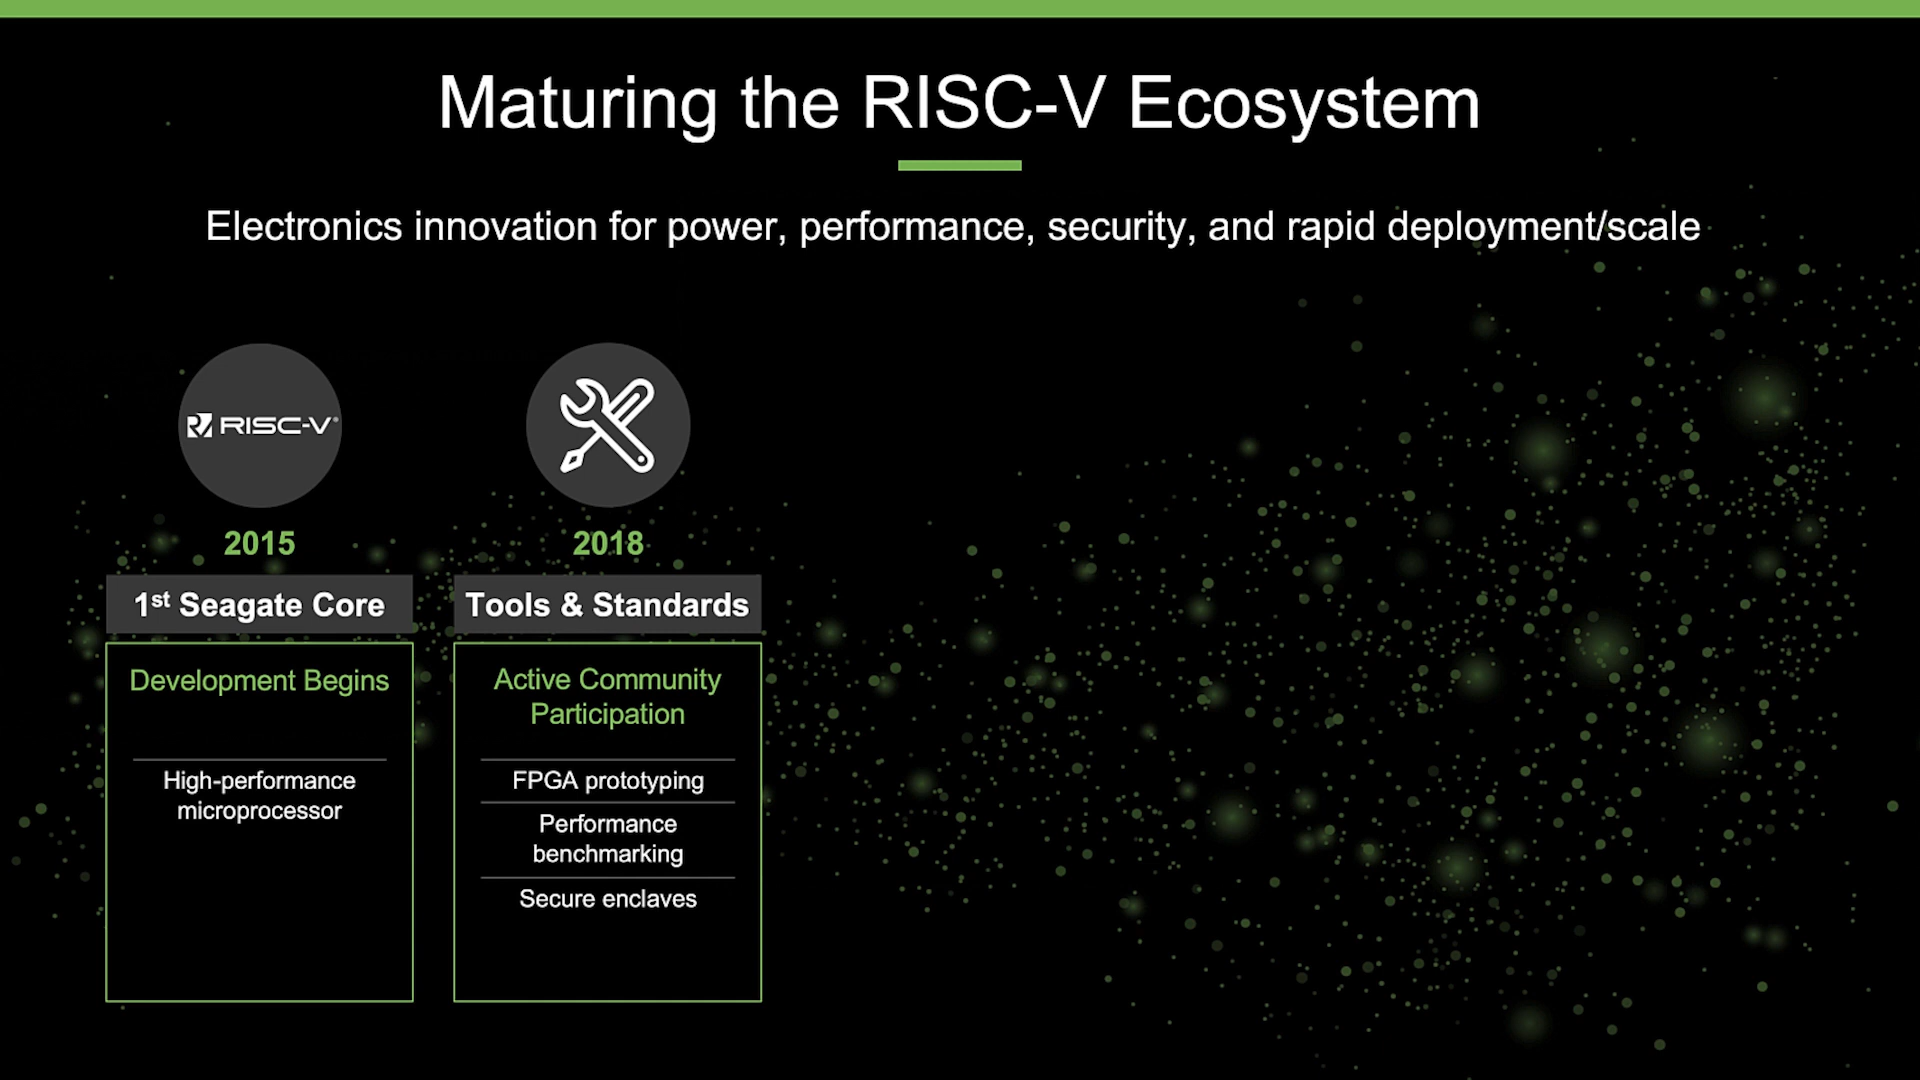 Maturing the RISC-V Ecosystem
Electronics innovation for power, performance, security, and rapid deployment/scale
RISC-V®
2015
1st Seagate Core
Development Begins
High-performance
microprocessor
2018
Tools & Standards
Active Community
Participation
FPGA prototyping
Performance
benchmarking
Secure enclaves